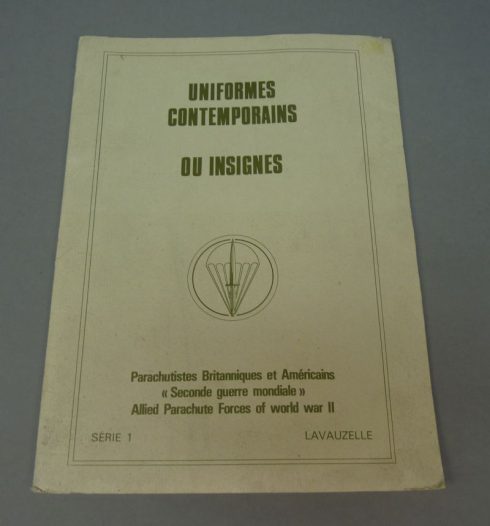 UNIFORMES
CONTEMPORAINS
OU INSIGNES
Parachutistes Britanniques et Américains
« Seconde guerre mondiale »
Allied Parachute Forces of world war II
SÉRIE 1 LAVAUZELLE